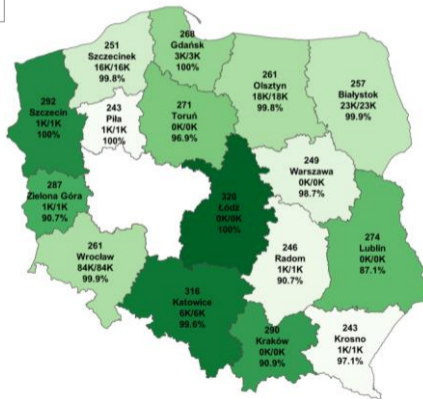 251
Szczecinek
16K/16K
99.8%
268
Gdańsk
3K/3K
100%
261
Olsztyn
18K/18K
99.8%
257
Białystok
23K/23K
99.9%
292
Szczecin
1K/1K
100%
243
Piła
1K/1K
100%
271
Toruń
0K/0K
96.9%
249
Warszawa
0K/0K
98.7%
287
Zielona Góra
1K/1K
90.7%
320
Łódź
0K/0K
100%
274
Lublin
0K/0K
87.1%
261
Wrocław
84K/84K
99.9%
246
Radom
1K/1K
90.7%
316
Katowice
6K/6K
99.6%
290
Kraków
0K/0K
90.9%
243
Krosno
1K/1K
97.1%